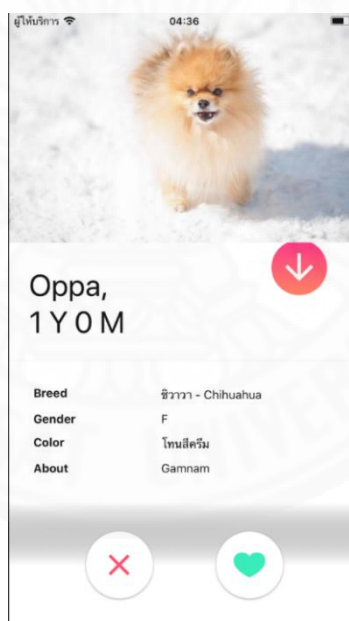 ผู้ให้บริการ 04:36
Oppa,
1 Y 0 M
Breed ชิวาวา - Chihuahua
Gender F
Color โทนสีครีม
About Gamnam